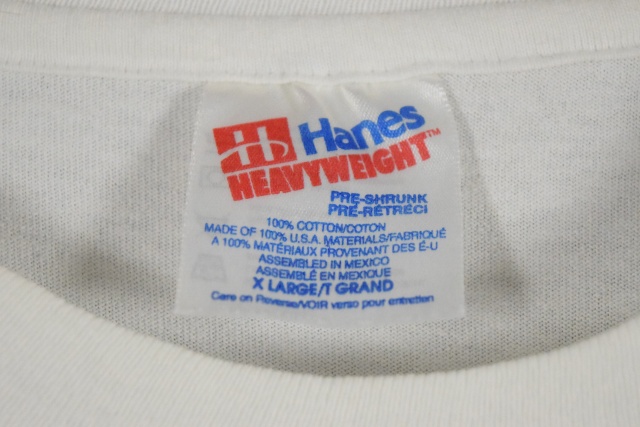 H Hanes
HEAVYWEIGHT™
PRE-SHRUNK
PRÉ-RÉTRÉCI
100% COTTON/COTON
MADE OF 100% U.S.A. MATERIALS/FABRIQUÉ
A 100% MATÉRIAUX PROVENANT DES É-U
ASSEMBLED IN MEXICO
ASSEMBLÉ EN MEXIQUE
X LARGE/T GRAND
Care on Reverse/VOIR verso pour entretien